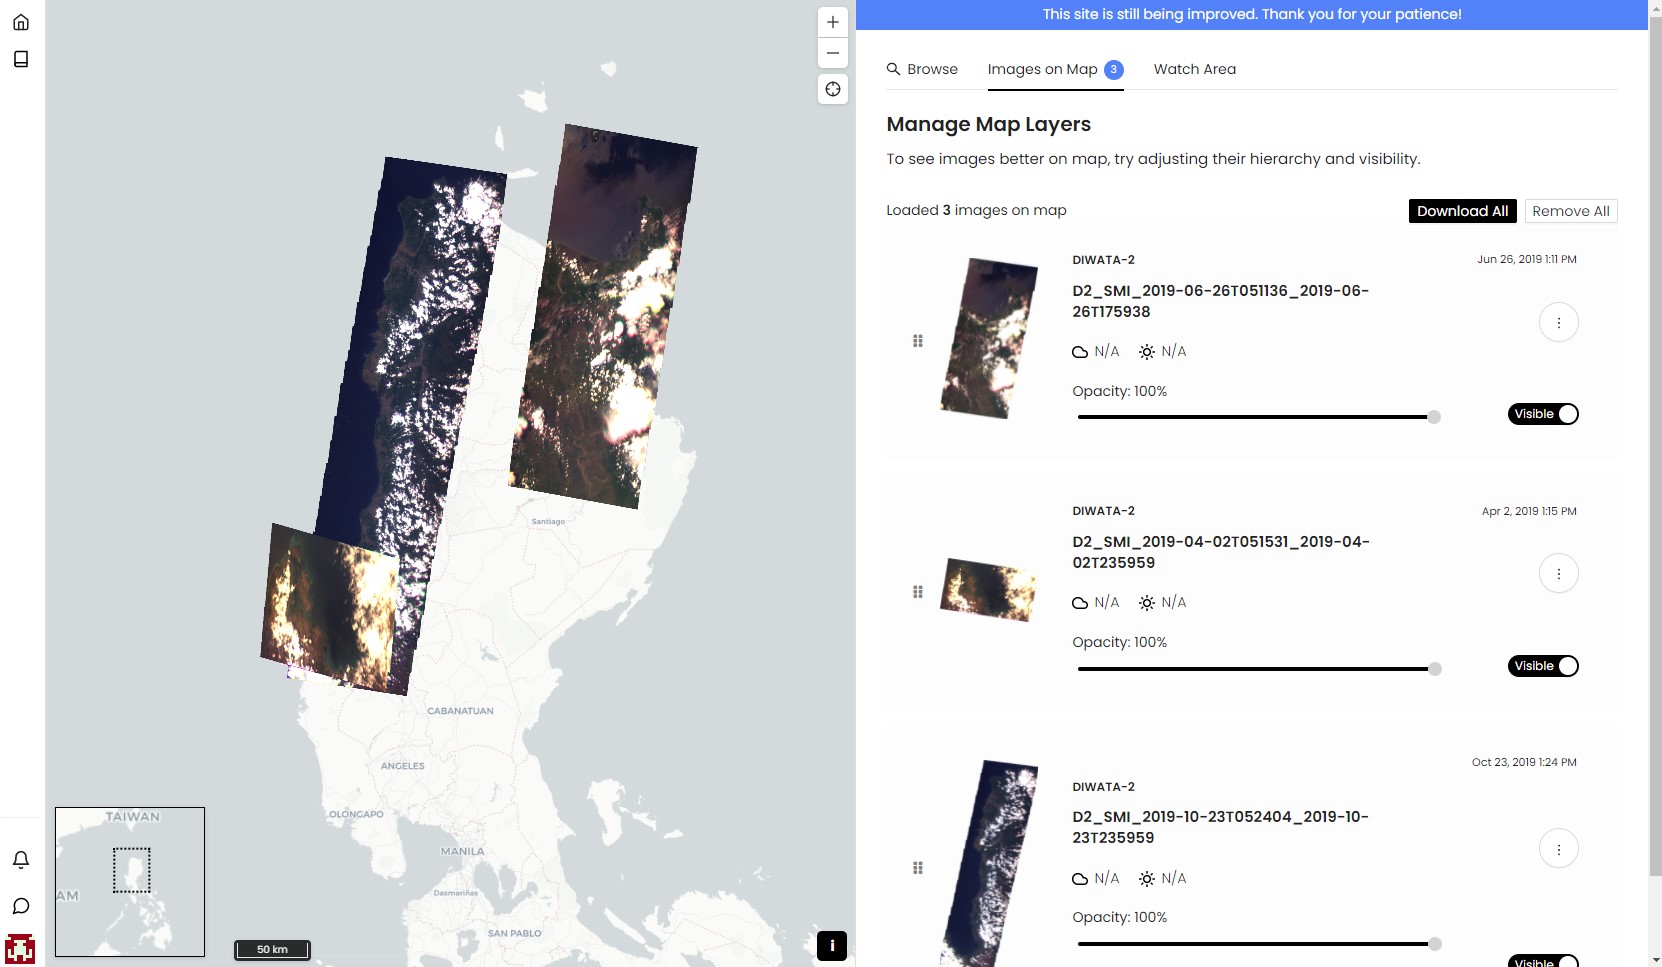 This site is still being improved. Thank you for your patience!
Browse
Images on Map 3
Watch Area
Manage Map Layers
To see images better on map, try adjusting their hierarchy and visibility.
Loaded 3 images on map
Download All
Remove All
DIWATA-2
Jun 26, 2019 1:11 PM
D2_SMI_2019-06-26T051136_2019-06-
26T175938
N/A
N/A
Opacity: 100%
Visible
DIWATA-2
Apr 2, 2019 1:15 PM
D2_SMI_2019-04-02T051531_2019-04-
02T235959
N/A
N/A
Opacity: 100%
Visible
Oct 23, 2019 1:24 PM
DIWATA-2
D2_SMI_2019-10-23T052404_2019-10-
23T235959
N/A
N/A
Opacity: 100%
Visible
Santiago
CABANATUAN
ANGELES
OLONGAPO
MANILA
Dasmariñas
SAN PABLO
TAIWAN
AM
50 km
i